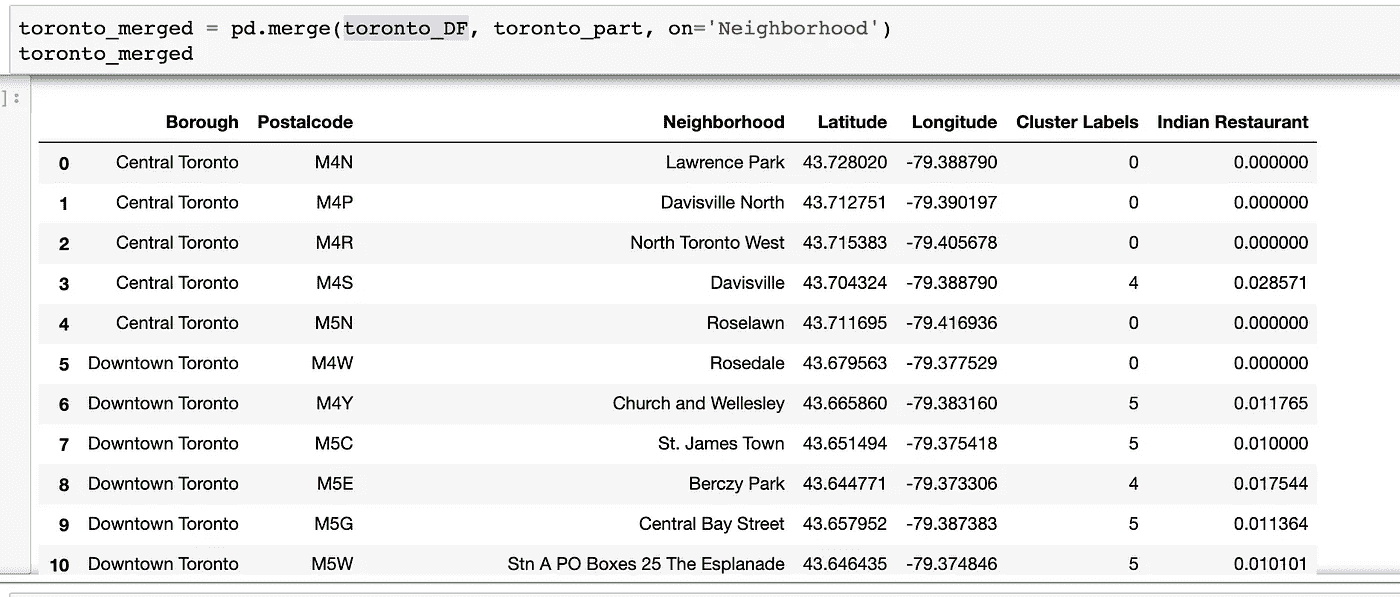 toronto_merged = pd.merge(toronto_DF, toronto_part, on='Neighborhood')
toronto_merged
]:
Borough Postalcode Neighborhood Latitude Longitude Cluster Labels Indian Restaurant
0 Central Toronto M4N Lawrence Park 43.728020 -79.388790 0 0.000000
1 Central Toronto M4P Davisville North 43.712751 -79.390197 0 0.000000
2 Central Toronto M4R North Toronto West 43.715383 -79.405678 0 0.000000
3 Central Toronto M4S Davisville 43.704324 -79.388790 4 0.028571
4 Central Toronto M5N Roselawn 43.711695 -79.416936 0 0.000000
5 Downtown Toronto M4W Rosedale 43.679563 -79.377529 0 0.000000
6 Downtown Toronto M4Y Church and Wellesley 43.665860 -79.383160 5 0.011765
7 Downtown Toronto M5C St. James Town 43.651494 -79.375418 5 0.010000
8 Downtown Toronto M5E Berczy Park 43.644771 -79.373306 4 0.017544
9 Downtown Toronto M5G Central Bay Street 43.657952 -79.387383 5 0.011364
10 Downtown Toronto M5W Stn A PO Boxes 25 The Esplanade 43.646435 -79.374846 5 0.010101